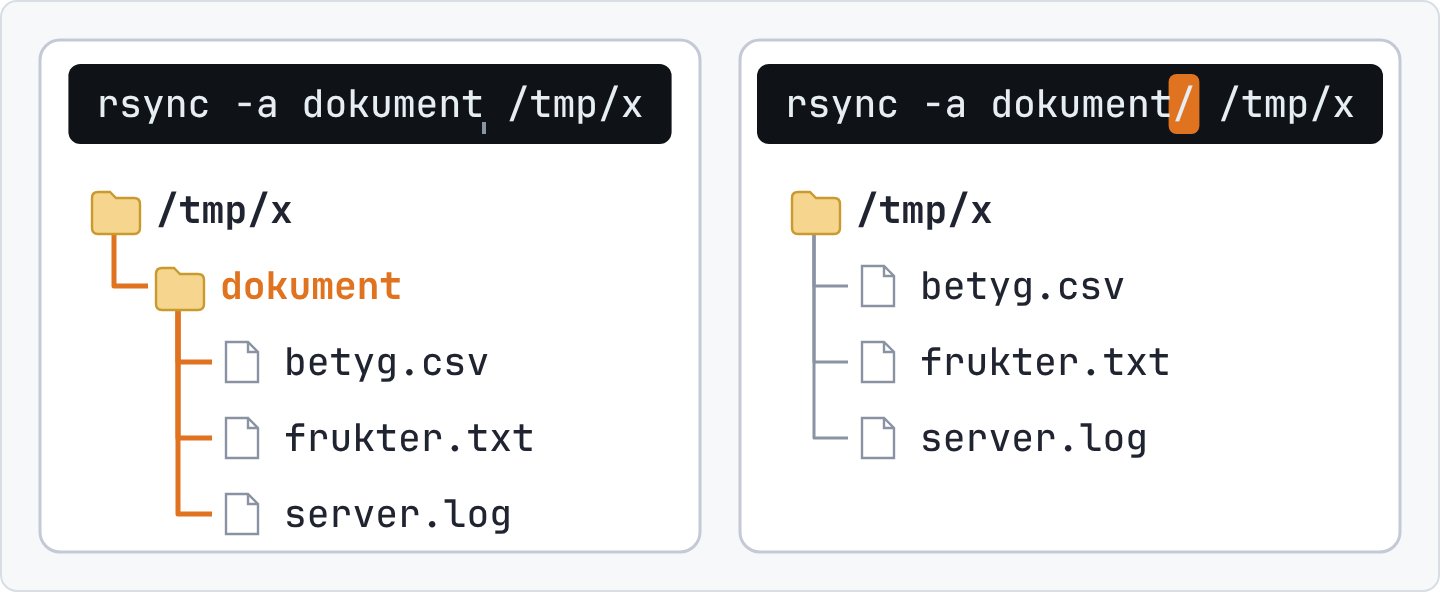 rsync -a dokument /tmp/x
/tmp/x
dokument
betyg.csv
frukter.txt
server.log
rsync -a dokument/ /tmp/x
/tmp/x
betyg.csv
frukter.txt
server.log